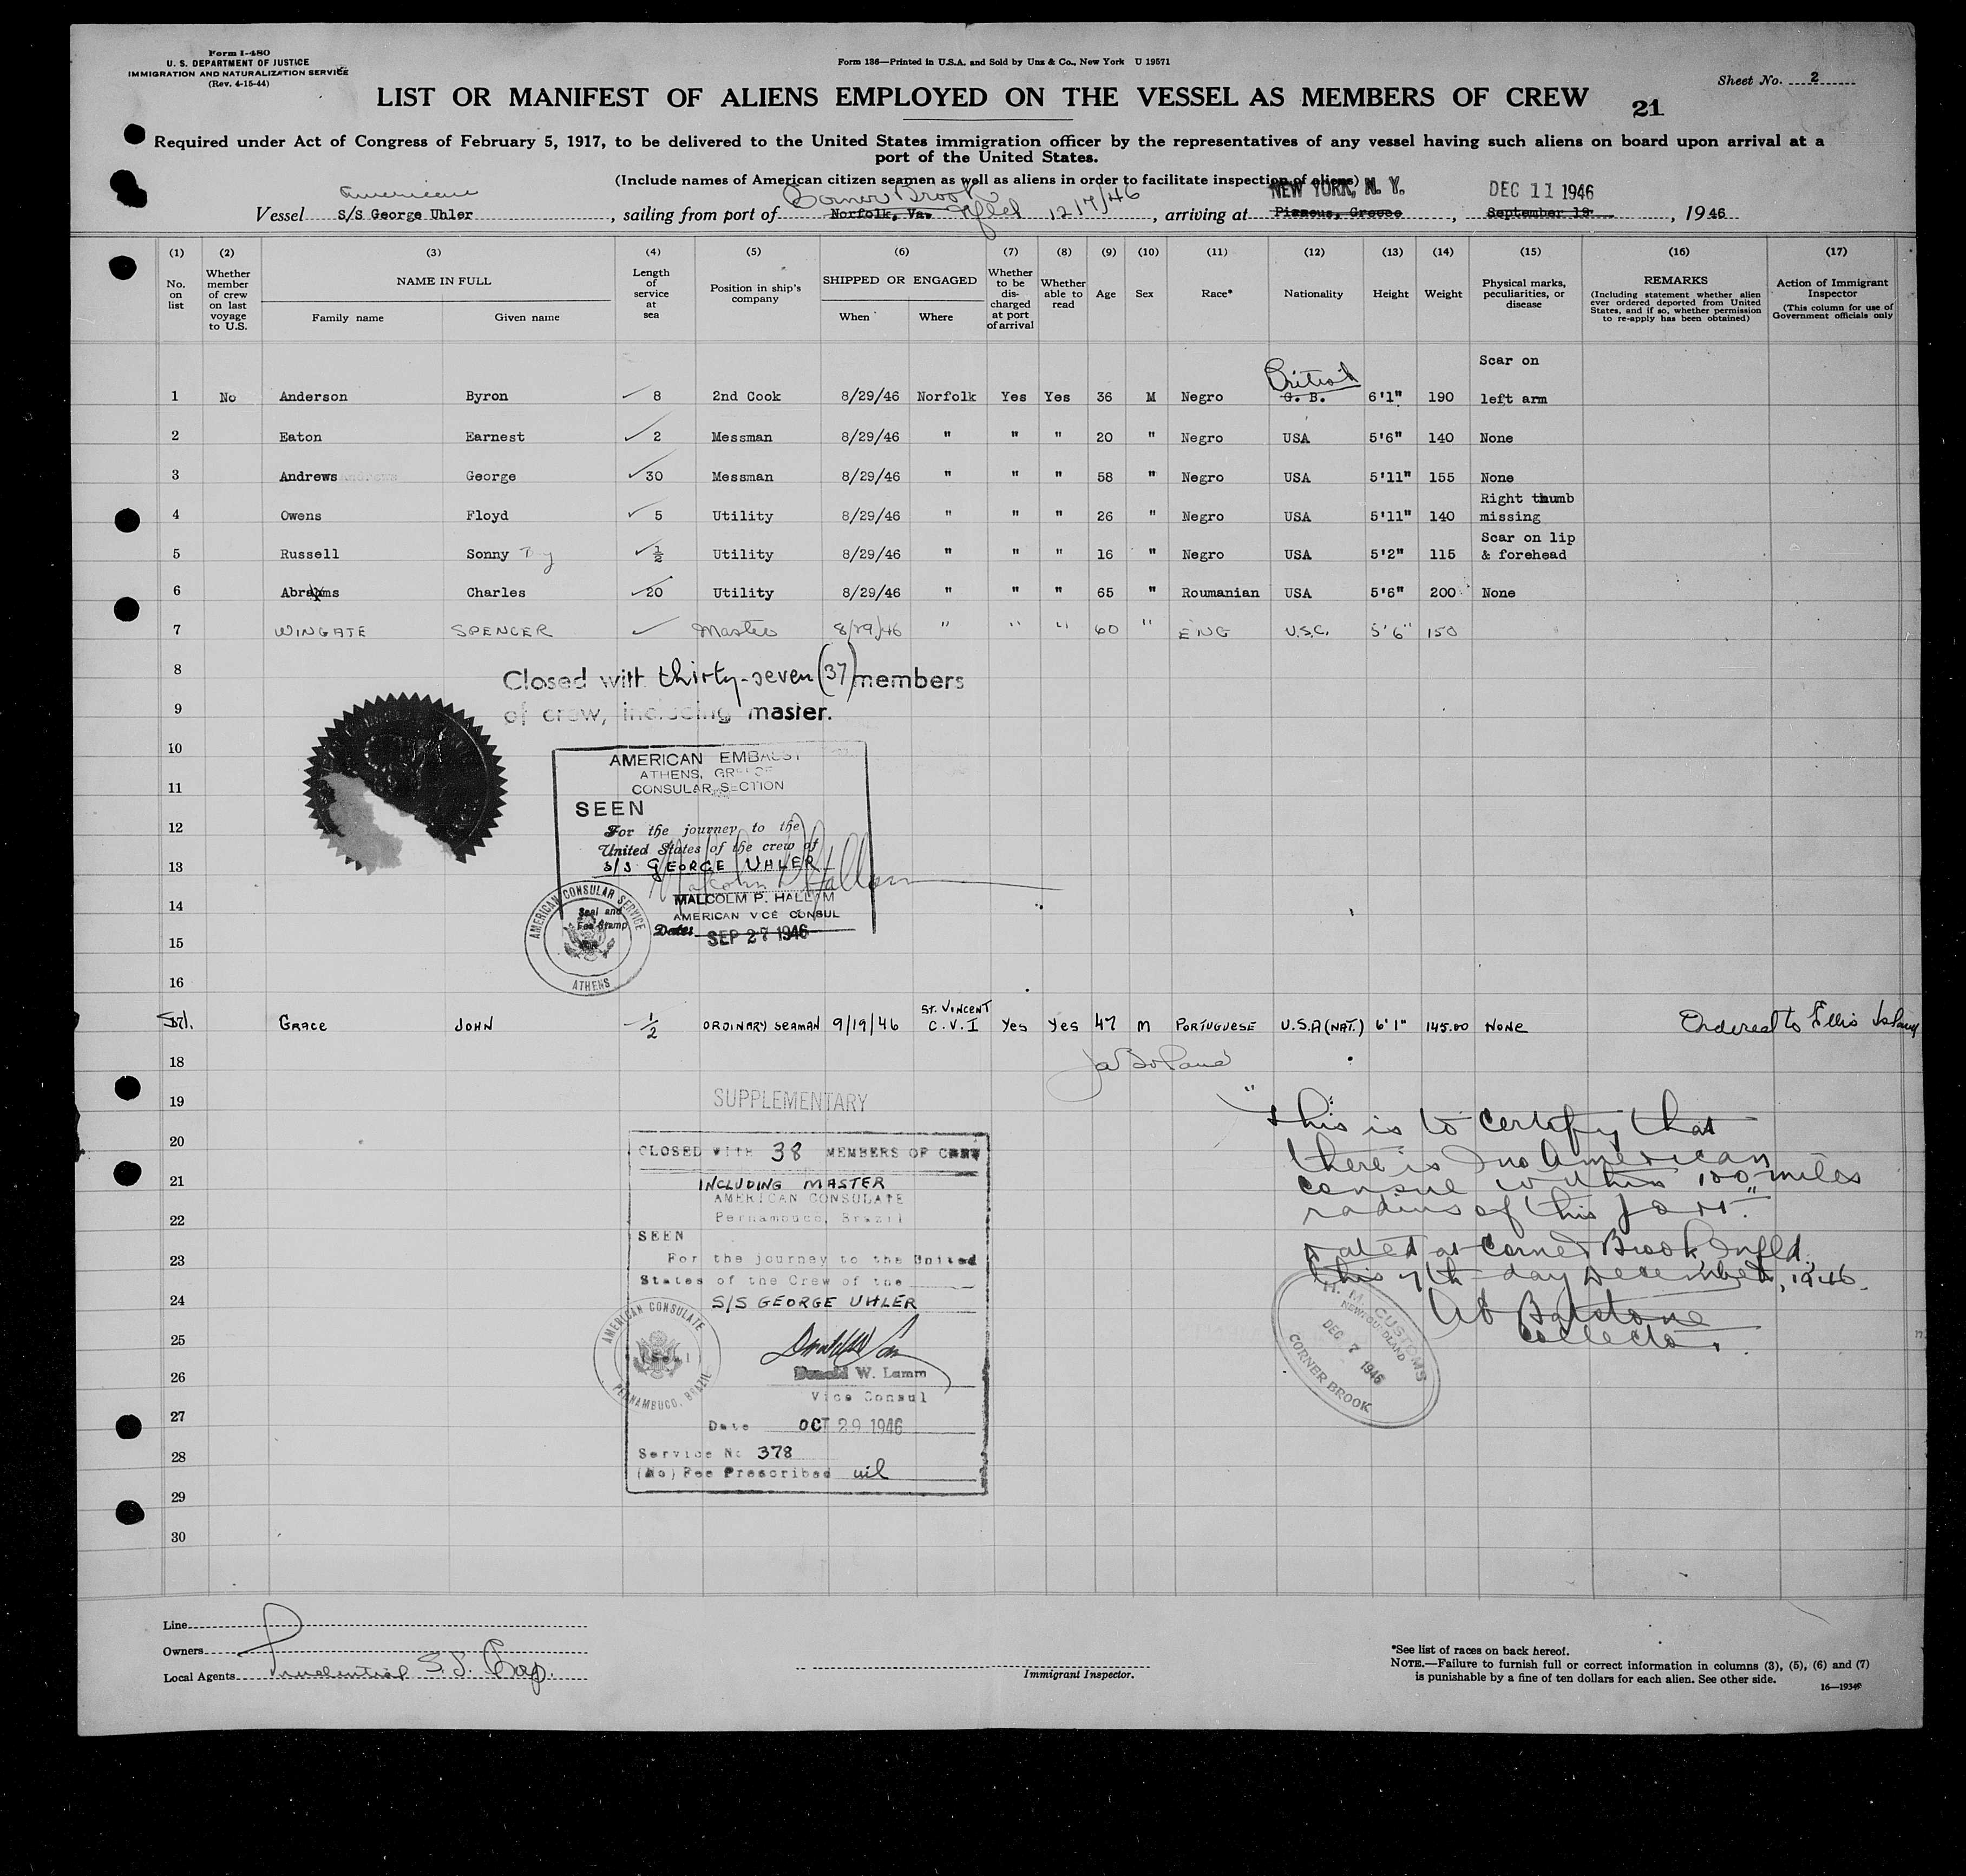 Form I-480
U. S. DEPARTMENT OF JUSTICE
IMMIGRATION AND NATURALIZATION SERVICE
(Rev. 4-15-44)
Form 136—Printed in U.S.A. and Sold by Unz & Co., New York U 19571
Sheet No. 2
LIST OR MANIFEST OF ALIENS EMPLOYED ON THE VESSEL AS MEMBERS OF CREW
21
Required under Act of Congress of February 5, 1917, to be delivered to the United States immigration officer by the representatives of any vessel having such aliens on board upon arrival at a
port of the United States.
(Include names of American citizen seamen as well as aliens in order to facilitate inspection of aliens)
American Corner Brook Nfld 12/7/46 NEW YORK, N. Y. DEC 11 1946
Vessel S/S George Uhler, sailing from port of Norfolk, Va., arriving at Piraeus, Greece, September 19, 1946
(1) (2) (3) (4) (5) (6) (7) (8) (9) (10) (11) (12) (13) (14) (15) (16) (17)
No. on list
Whether member of crew on last voyage to U.S.
NAME IN FULL
Family name Given name
Length of service at sea
Position in ship's company
SHIPPED OR ENGAGED
When Where
Whether to be discharged at port of arrival
Whether able to read
Age
Sex
Race*
Nationality
Height
Weight
Physical marks, peculiarities, or disease
REMARKS
(Including statement whether alien ever ordered deported from United States, and if so, whether permission to re-apply has been obtained)
Action of Immigrant Inspector
(This column for use of Government officials only
British Scar on
1 No Anderson Byron 8 2nd Cook 8/29/46 Norfolk Yes Yes 36 M Negro G. B. 6'1" 190 left arm
2 Eaton Earnest 2 Messman 8/29/46 " " " 20 " Negro USA 5'6" 140 None
3 Andrews George 30 Messman 8/29/46 " " " 58 " Negro USA 5'11" 155 None
Right thumb
4 Owens Floyd 5 Utility 8/29/46 " " " 26 " Negro USA 5'11" 140 missing
Scar on lip
5 Russell Sonny 1/2 Utility 8/29/46 " " " 16 " Negro USA 5'2" 115 & forehead
6 Abrams Charles 20 Utility 8/29/46 " " " 65 " Roumanian USA 5'6" 200 None
7 WINGATE SPENCER Master 8/29/46 " " " 60 " ENG U.S.C. 5'6" 150
8
Closed with thirty-seven (37) members
9
of crew, including master.
10
AMERICAN EMBASSY
ATHENS, GREECE
11
CONSULAR SECTION
SEEN
12
For the journey to the
United States of the crew of
13
S/S GEORGE UHLER
Malcolm P. Hallam
14
MALCOLM P. HALLAM
AMERICAN VICE CONSUL
Date: SEP 27 1946
15
AMERICAN CONSULAR SERVICE
Seal and
Fee Stamp
ATHENS
16
ST. VINCENT
GRACE JOHN 1/2 ORDINARY SEAMAN 9/19/46 C.V.I Yes Yes 47 M PORTUGUESE U.S.A (NAT.) 6'1" 145.00 NONE Ordered to Ellis Island
18
19
SUPPLEMENTARY
20
CLOSED WITH 38 MEMBERS OF CREW
21
INCLUDING MASTER
AMERICAN CONSULATE
22
Pernambuco, Brazil
SEEN
23
For the journey to the United
States of the Crew of the
24
S/S GEORGE UHLER
25
AMERICAN CONSULATE
(Seal)
PERNAMBUCO, BRAZIL
26
Donald W. Lamm
Vice Consul
27
Date OCT 29 1946
28
Service No 378
(No) Fee Prescribed nil
29
30
"This is to certify that
there is no American
consul within 100 miles
radius of this port."
Dated at Corner Brook Nfld.
this 7th day December, 1946.
Batstone
Collector.
H. M. CUSTOMS
NEWFOUNDLAND
DEC 7 1946
CORNER BROOK
Line
Owners
Local Agents Prudential S.S. Corp.
Immigrant Inspector.
*See list of races on back hereof.
NOTE.—Failure to furnish full or correct information in columns (3), (5), (6) and (7)
is punishable by a fine of ten dollars for each alien. See other side.